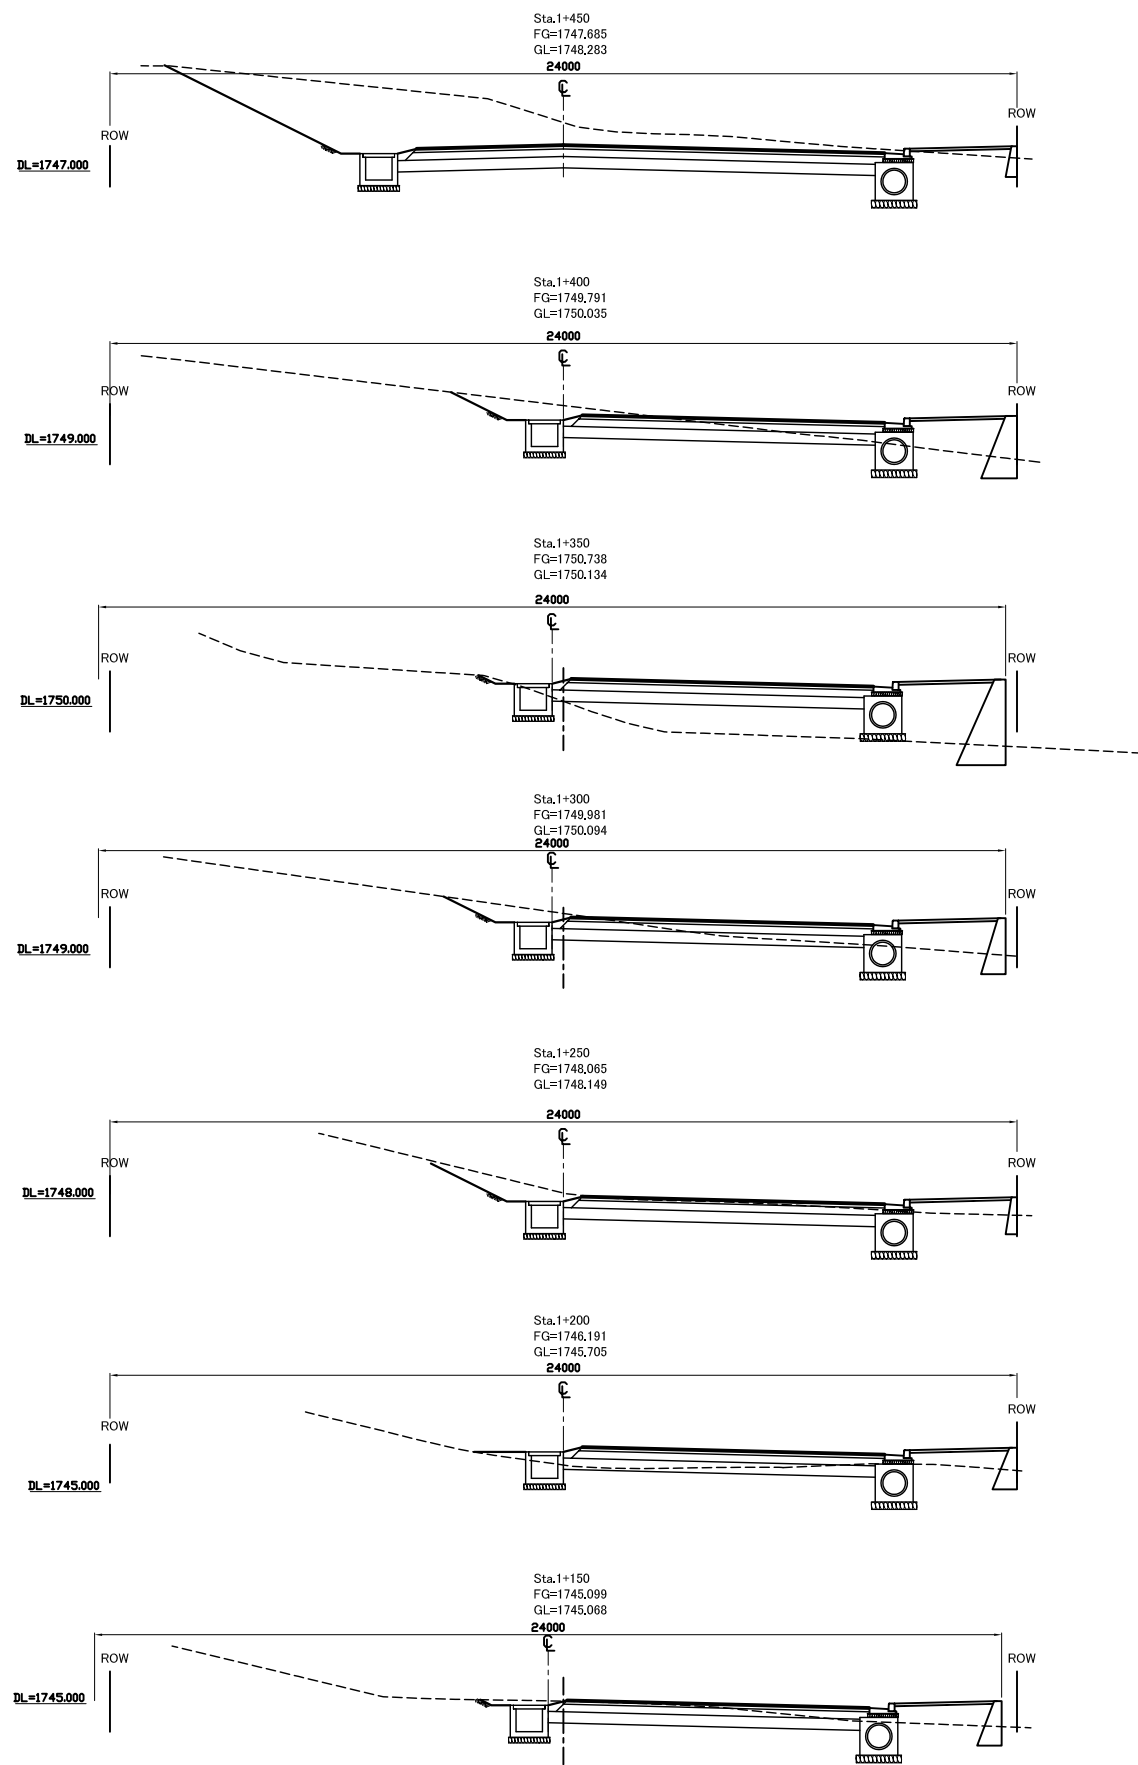 Sta.1+450
FG=1747.685
GL=1748.283
24000
℄
ROW
ROW
DL=1747.000
Sta.1+400
FG=1749.791
GL=1750.035
24000
℄
ROW
ROW
DL=1749.000
Sta.1+350
FG=1750.738
GL=1750.134
24000
℄
ROW
ROW
DL=1750.000
Sta.1+300
FG=1749.981
GL=1750.094
24000
℄
ROW
ROW
DL=1749.000
Sta.1+250
FG=1748.065
GL=1748.149
24000
℄
ROW
ROW
DL=1748.000
Sta.1+200
FG=1746.191
GL=1745.705
24000
℄
ROW
ROW
DL=1745.000
Sta.1+150
FG=1745.099
GL=1745.068
24000
℄
ROW
ROW
DL=1745.000